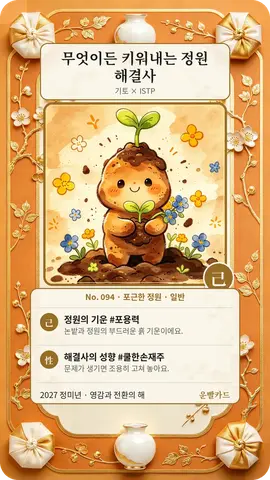 무엇이든 키워내는 정원
해결사
기토 × ISTP
己
No. 094 · 포근한 정원 · 일반
己
정원의 기운 #포용력
논밭과 정원의 부드러운 흙 기운이에요.
性
해결사의 성향 #쿨한손재주
문제가 생기면 조용히 고쳐 놓아요.
2027 정미년 · 영감과 전환의 해
운빨카드